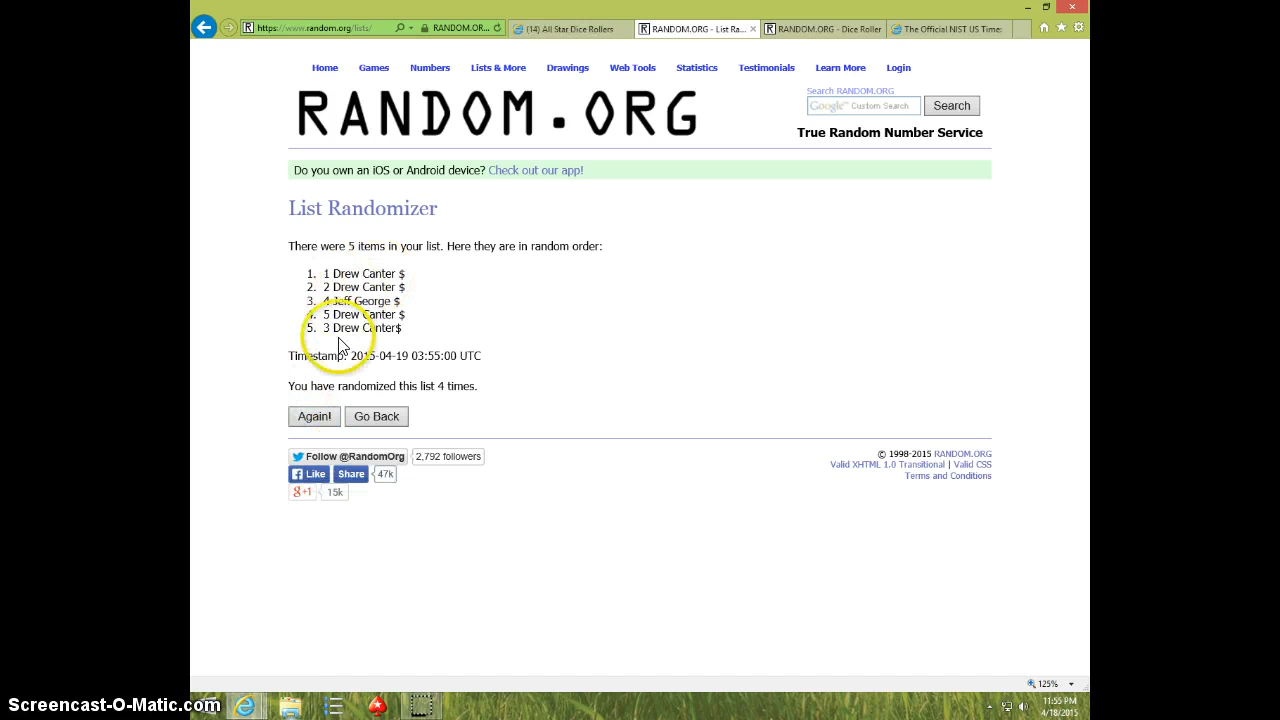 https://www.random.org/lists/
RANDOM.OR...
(14) All Star Dice Rollers
RANDOM.ORG - List Ra...
RANDOM.ORG - Dice Roller
The Official NIST US Time:
Home
Games
Numbers
Lists & More
Drawings
Web Tools
Statistics
Testimonials
Learn More
Login
RANDOM.ORG
Search RANDOM.ORG
Google™ Custom Search
Search
True Random Number Service
Do you own an iOS or Android device? Check out our app!
List Randomizer
There were 5 items in your list. Here they are in random order:
1. 1 Drew Canter $
2. 2 Drew Canter $
3. 4 Jeff George $
4. 5 Drew Canter $
5. 3 Drew Canter$
Timestamp: 2015-04-19 03:55:00 UTC
You have randomized this list 4 times.
Again!
Go Back
Follow @RandomOrg
2,792 followers
Like
Share
47k
g+1
15k
© 1998-2015 RANDOM.ORG
Valid XHTML 1.0 Transitional | Valid CSS
Terms and Conditions
125%
11:55 PM
4/18/2015
Screencast-O-Matic.com